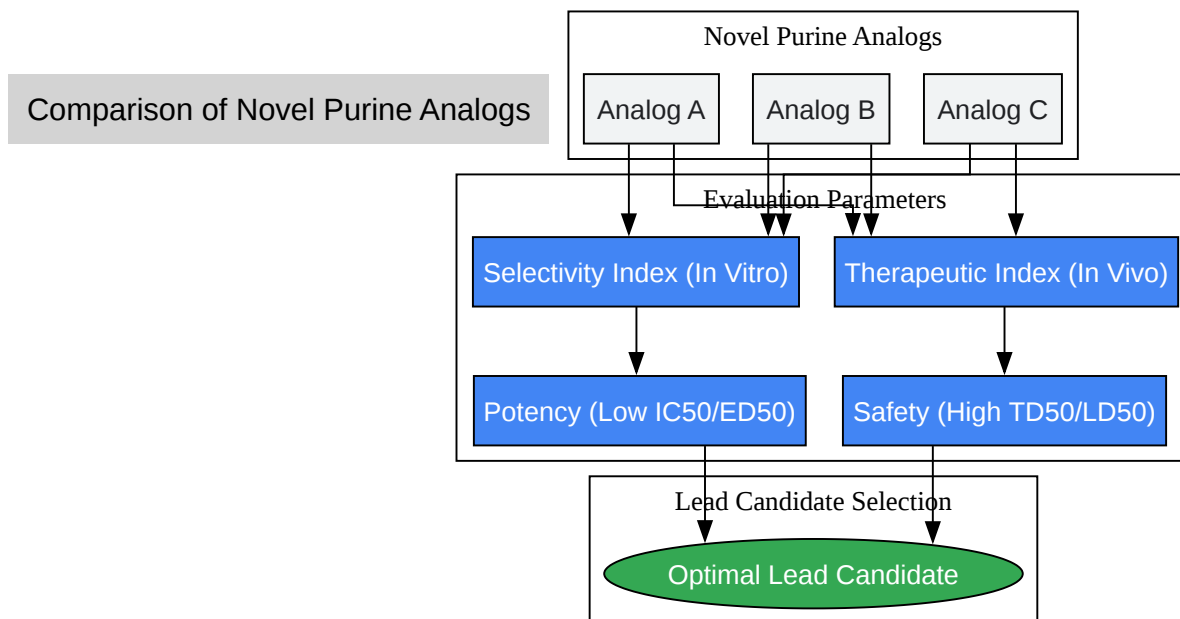 Novel Purine Analogs
Comparison of Novel Purine Analogs
Analog A
Analog B
Analog C
Evaluation Parameters
Selectivity Index (In Vitro)
Therapeutic Index (In Vivo)
Potency (Low IC50/ED50)
Safety (High TD50/LD50)
Lead Candidate Selection
Optimal Lead Candidate